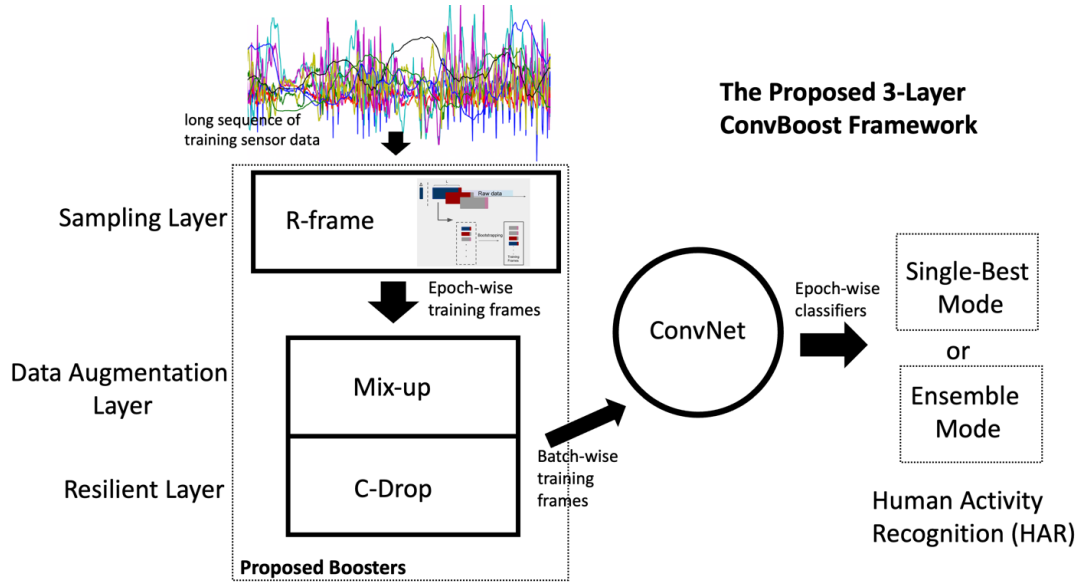 The Proposed 3-Layer
ConvBoost Framework
long sequence of
training sensor data
Sampling Layer
R-frame
Raw data
Bootstrapping
Training
Frames
Epoch-wise
training frames
Data Augmentation
Layer
Mix-up
Resilient Layer
C-Drop
Proposed Boosters
Batch-wise
training
frames
ConvNet
Epoch-wise
classifiers
Single-Best
Mode
or
Ensemble
Mode
Human Activity
Recognition (HAR)